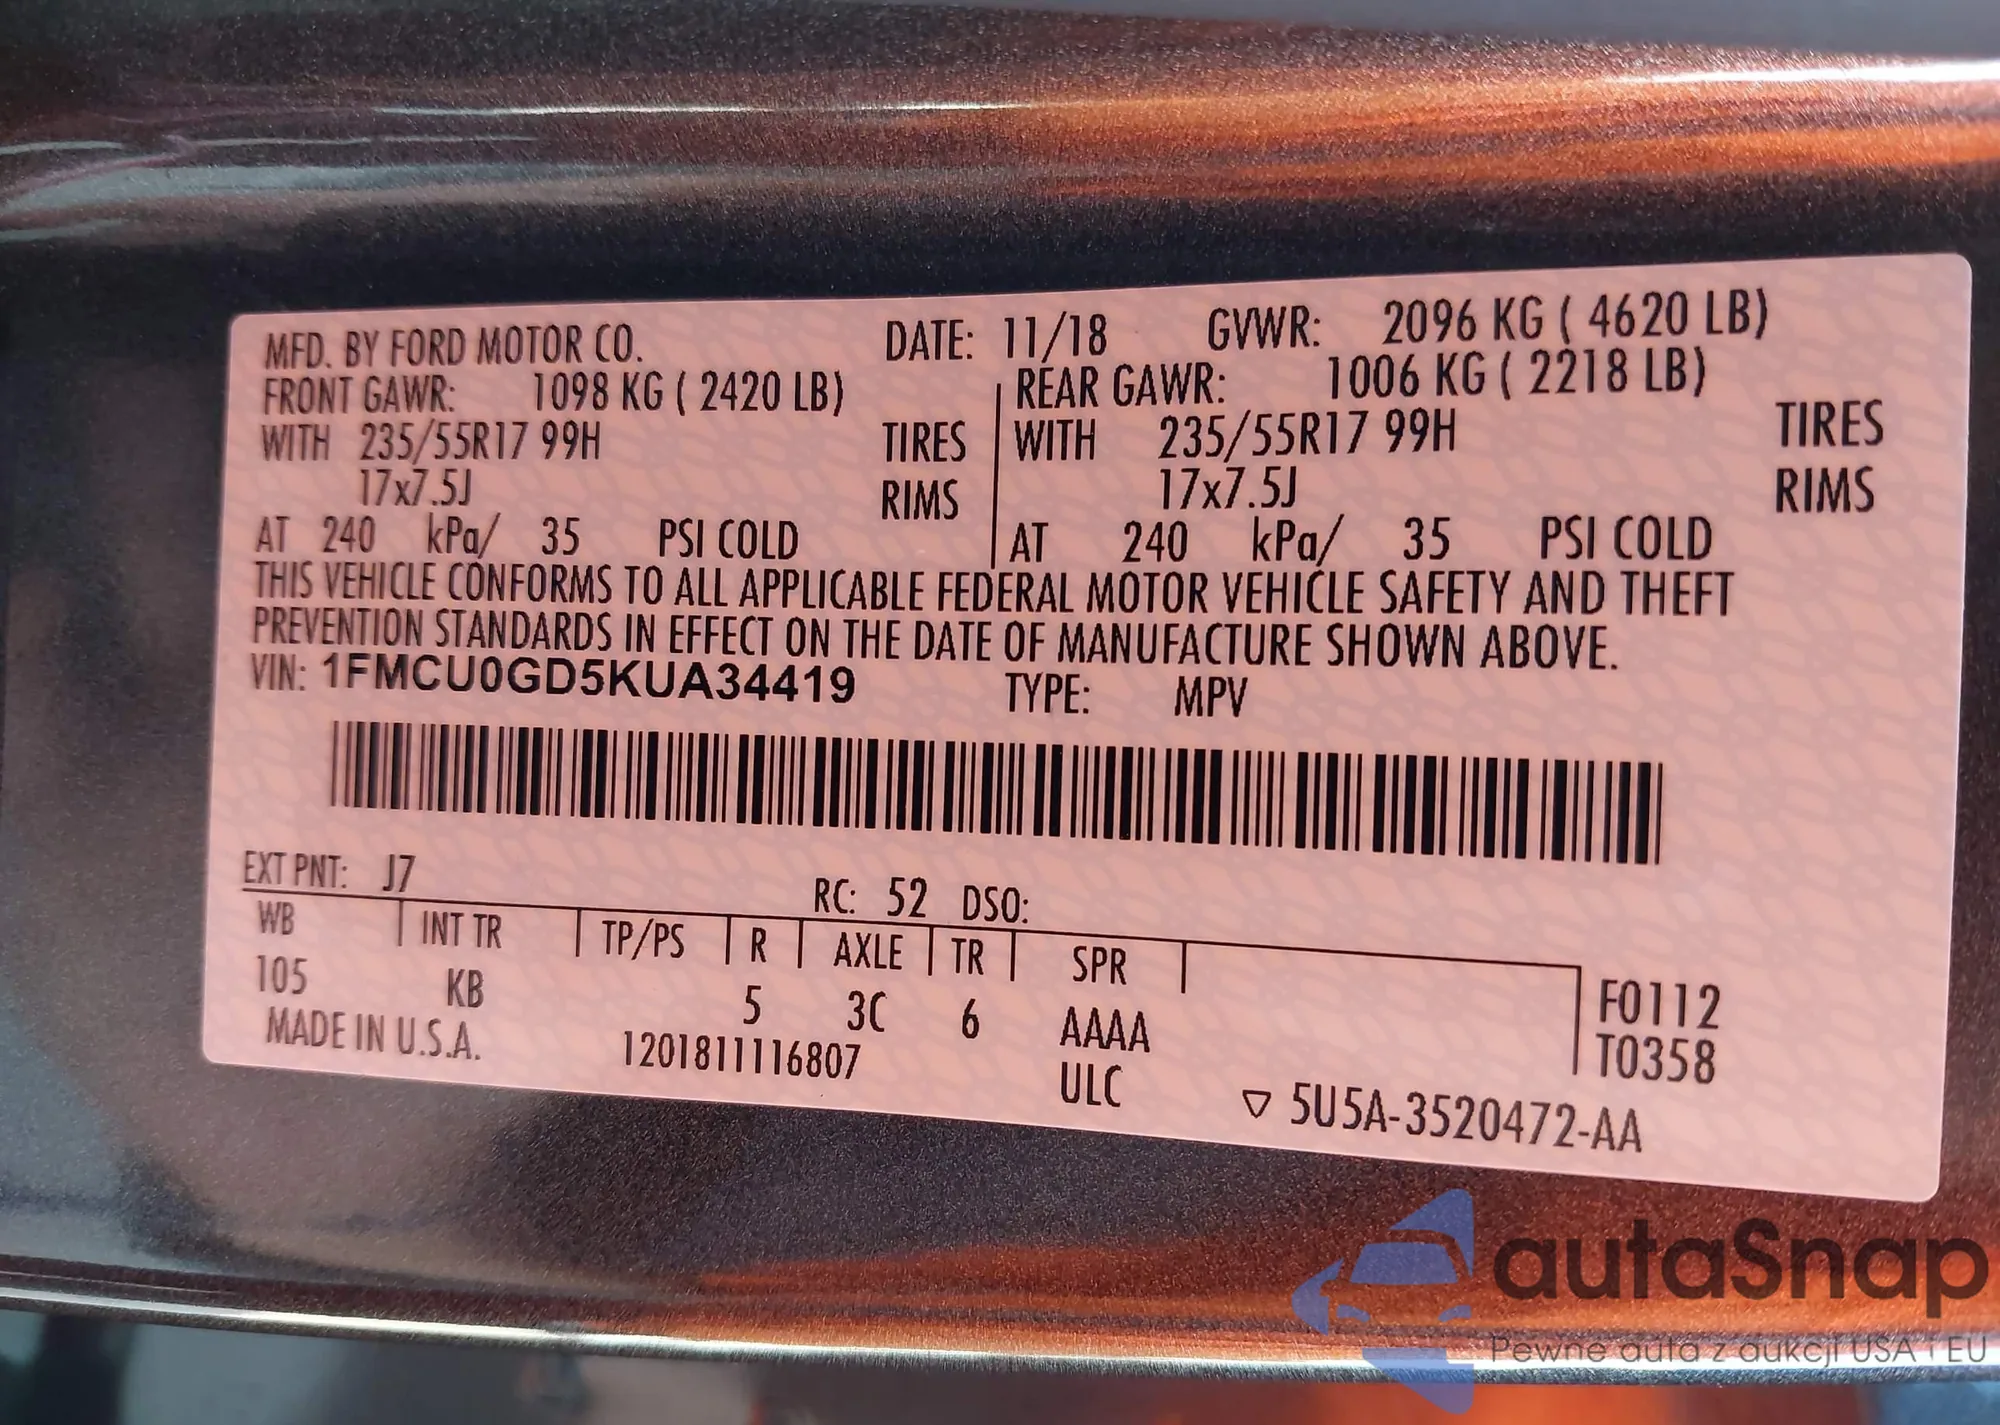 MFD. BY FORD MOTOR CO. DATE: 11/18 GVWR: 2096 KG ( 4620 LB)
FRONT GAWR: 1098 KG ( 2420 LB) REAR GAWR: 1006 KG ( 2218 LB)
WITH 235/55R17 99H TIRES WITH 235/55R17 99H TIRES
17x7.5J RIMS 17x7.5J RIMS
AT 240 kPa/ 35 PSI COLD AT 240 kPa/ 35 PSI COLD
THIS VEHICLE CONFORMS TO ALL APPLICABLE FEDERAL MOTOR VEHICLE SAFETY AND THEFT
PREVENTION STANDARDS IN EFFECT ON THE DATE OF MANUFACTURE SHOWN ABOVE.
VIN: 1FMCU0GD5KUA34419 TYPE: MPV
EXT PNT: J7 RC: 52 DSO:
WB INT TR TP/PS R AXLE TR SPR
105 KB 5 3C 6 AAAA F0112
MADE IN U.S.A. 1201811116807 ULC T0358
▽ 5U5A-3520472-AA
autaSnap
Pewne auta z aukcji USA i EU